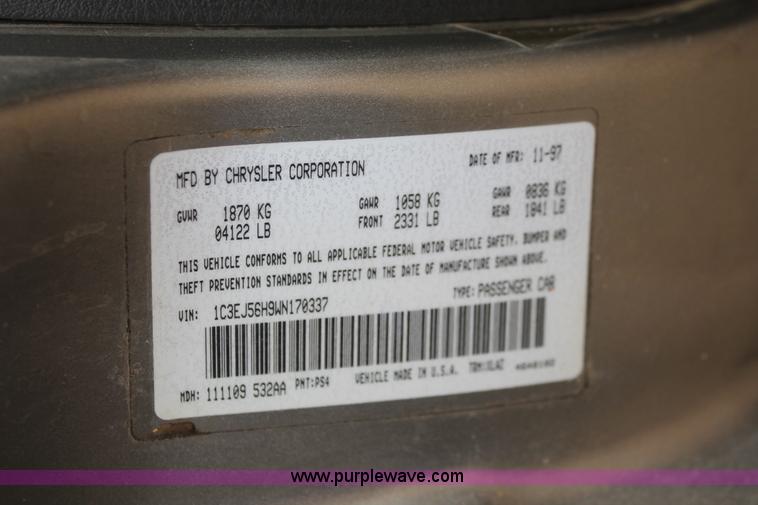 MFD BY CHRYSLER CORPORATION DATE OF MFR: 11-97
GVWR 1870 KG GAWR 1058 KG GAWR 0836 KG
04122 LB FRONT 2331 LB REAR 1841 LB
THIS VEHICLE CONFORMS TO ALL APPLICABLE FEDERAL MOTOR VEHICLE SAFETY, BUMPER AND
THEFT PREVENTION STANDARDS IN EFFECT ON THE DATE OF MANUFACTURE SHOWN ABOVE.
VIN: 1C3EJ56H9WN170337 TYPE: PASSENGER CAR
MDH: 111109 532AA PNT:PS4 VEHICLE MADE IN U.S.A. TRM:XLAZ
www.purplewave.com